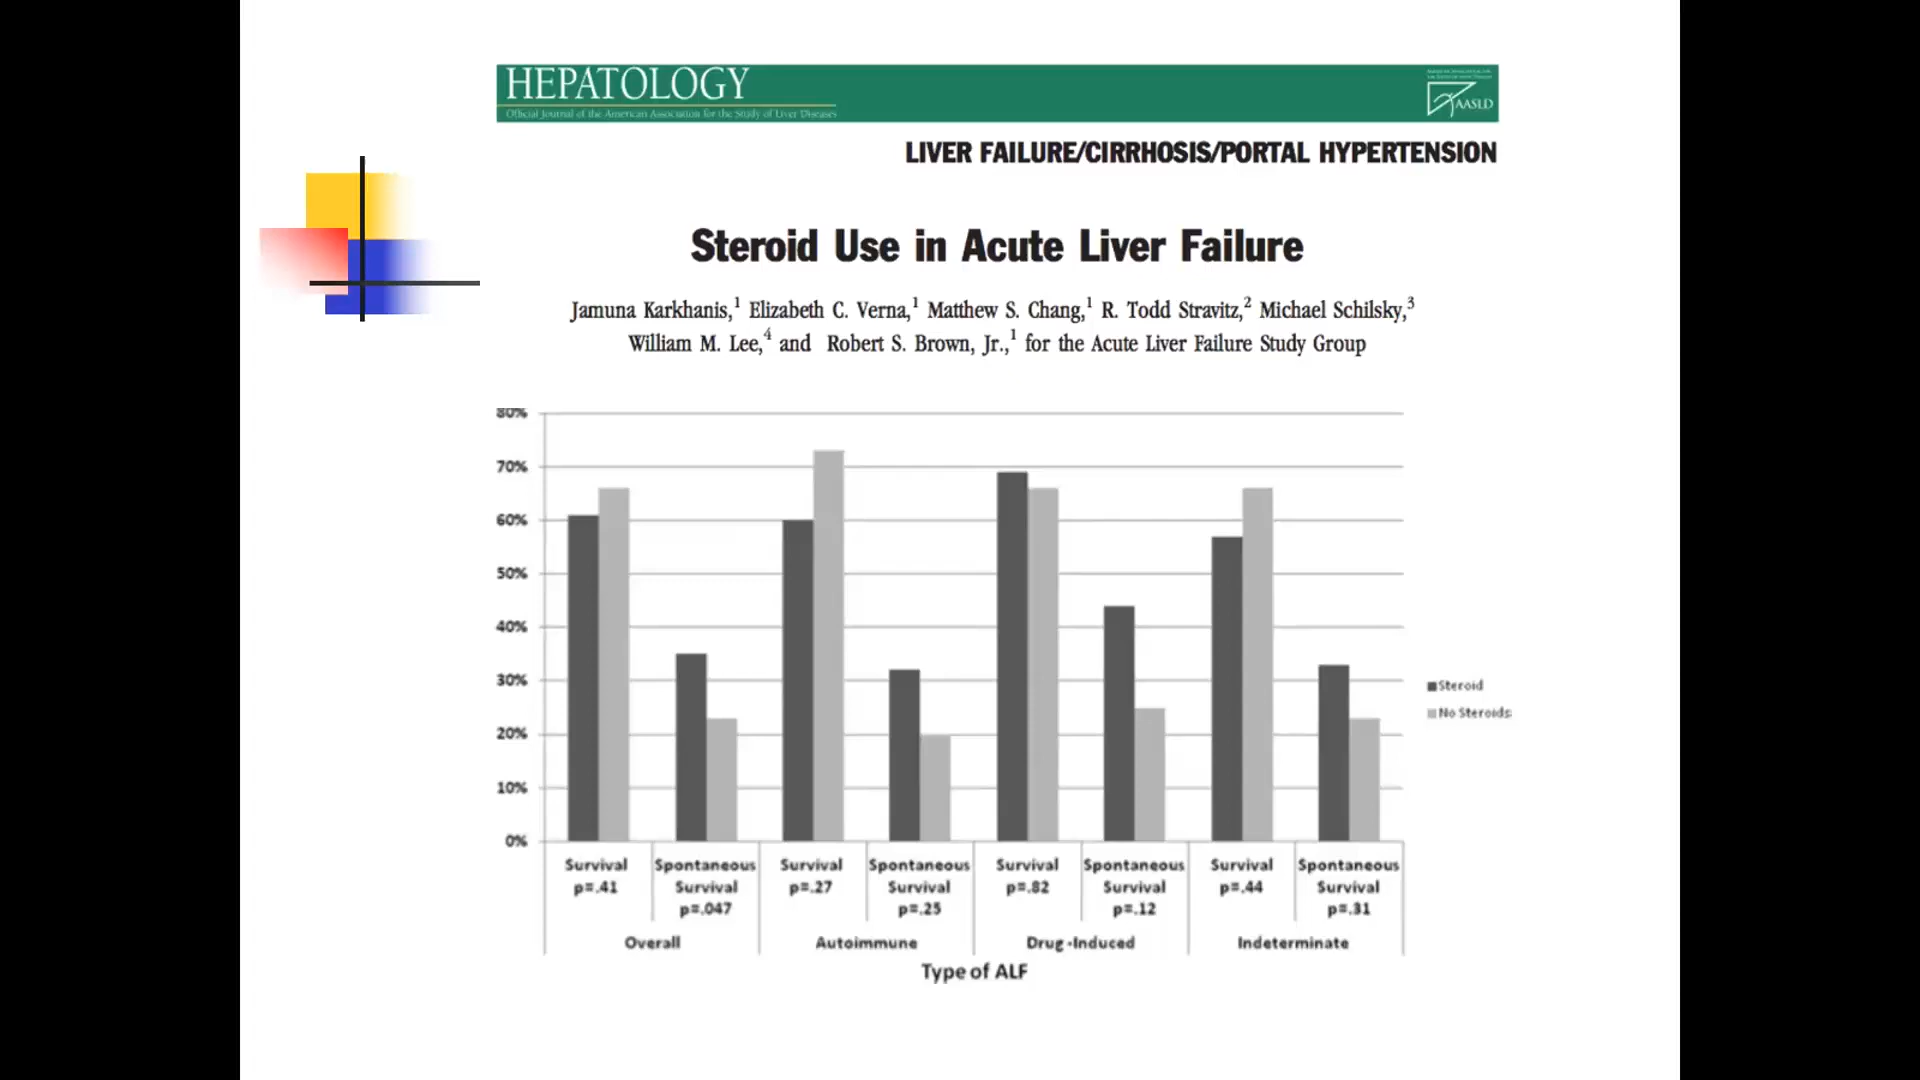 HEPATOLOGY
Official Journal of the American Association for the Study of Liver Diseases
AASLD
LIVER FAILURE/CIRRHOSIS/PORTAL HYPERTENSION
Steroid Use in Acute Liver Failure
Jamuna Karkhanis,1 Elizabeth C. Verna,1 Matthew S. Chang,1 R. Todd Stravitz,2 Michael Schilsky,3
William M. Lee,4 and Robert S. Brown, Jr.,1 for the Acute Liver Failure Study Group
80%
70%
60%
50%
40%
30%
20%
10%
0%
Steroid
No Steroids
Survival Spontaneous Survival Spontaneous Survival Spontaneous Survival Spontaneous
p=.41 Survival p=.27 Survival p=.82 Survival p=.44 Survival
p=.047 p=.25 p=.12 p=.31
Overall Autoimmune Drug-Induced Indeterminate
Type of ALF